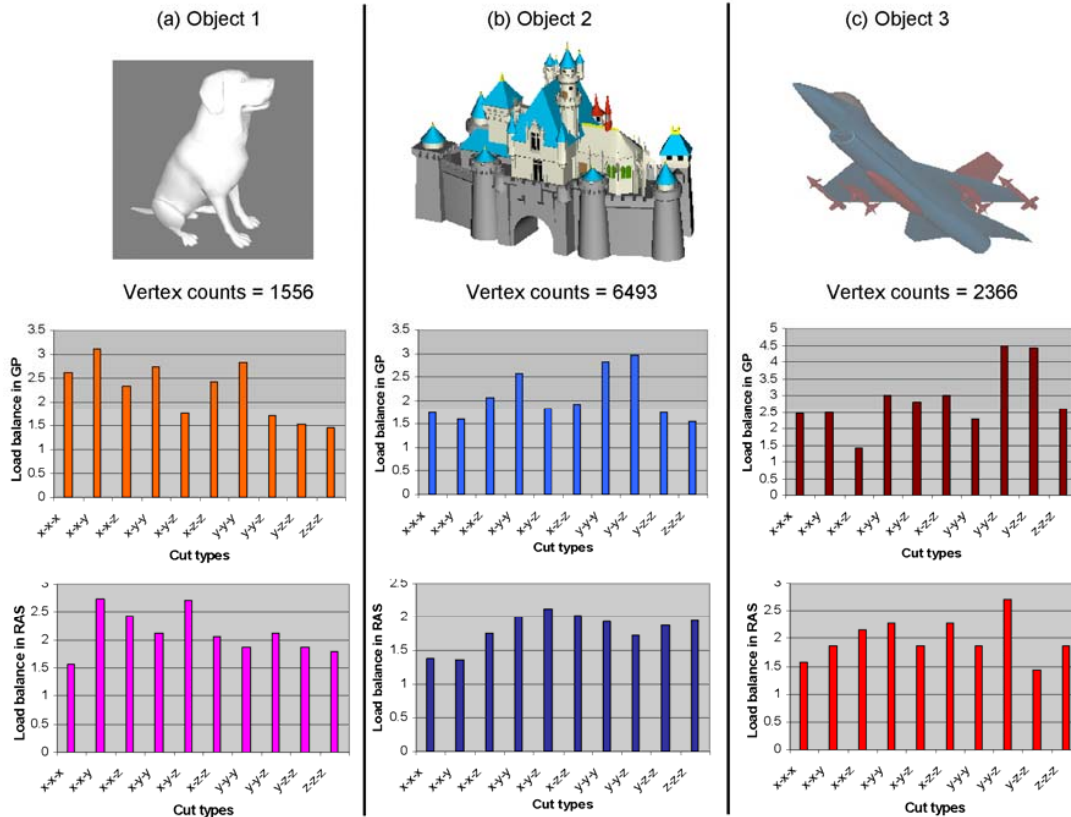 (a) Object 1
Vertex counts = 1556
Load balance in GP
3.5
3
2.5
2
1.5
1
0.5
0
x-x-x
x-x-y
x-x-z
x-y-y
x-y-z
x-z-z
y-y-y
y-y-z
y-z-z
z-z-z
Cut types
Load balance in RAS
3
2.5
2
1.5
1
0.5
0
x-x-x
x-x-y
x-x-z
x-y-y
x-y-z
x-z-z
y-y-y
y-y-z
y-z-z
z-z-z
Cut types
(b) Object 2
Vertex counts = 6493
Load balance in GP
3.5
3
2.5
2
1.5
1
0.5
0
x-x-x
x-x-y
x-x-z
x-y-y
x-y-z
x-z-z
y-y-y
y-y-z
y-z-z
z-z-z
Cut types
Load balance in RAS
2.5
2
1.5
1
0.5
0
x-x-x
x-x-y
x-x-z
x-y-y
x-y-z
x-z-z
y-y-y
y-y-z
y-z-z
z-z-z
Cut types
(c) Object 3
Vertex counts = 2366
Load balance in GP
5
4.5
4
3.5
3
2.5
2
1.5
1
0.5
0
x-x-x
x-x-y
x-x-z
x-y-y
x-y-z
x-z-z
y-y-y
y-y-z
y-z-z
z-z-z
Cut types
Load balance in RAS
3
2.5
2
1.5
1
0.5
0
x-x-x
x-x-y
x-x-z
x-y-y
x-y-z
x-z-z
y-y-y
y-y-z
y-z-z
z-z-z
Cut types